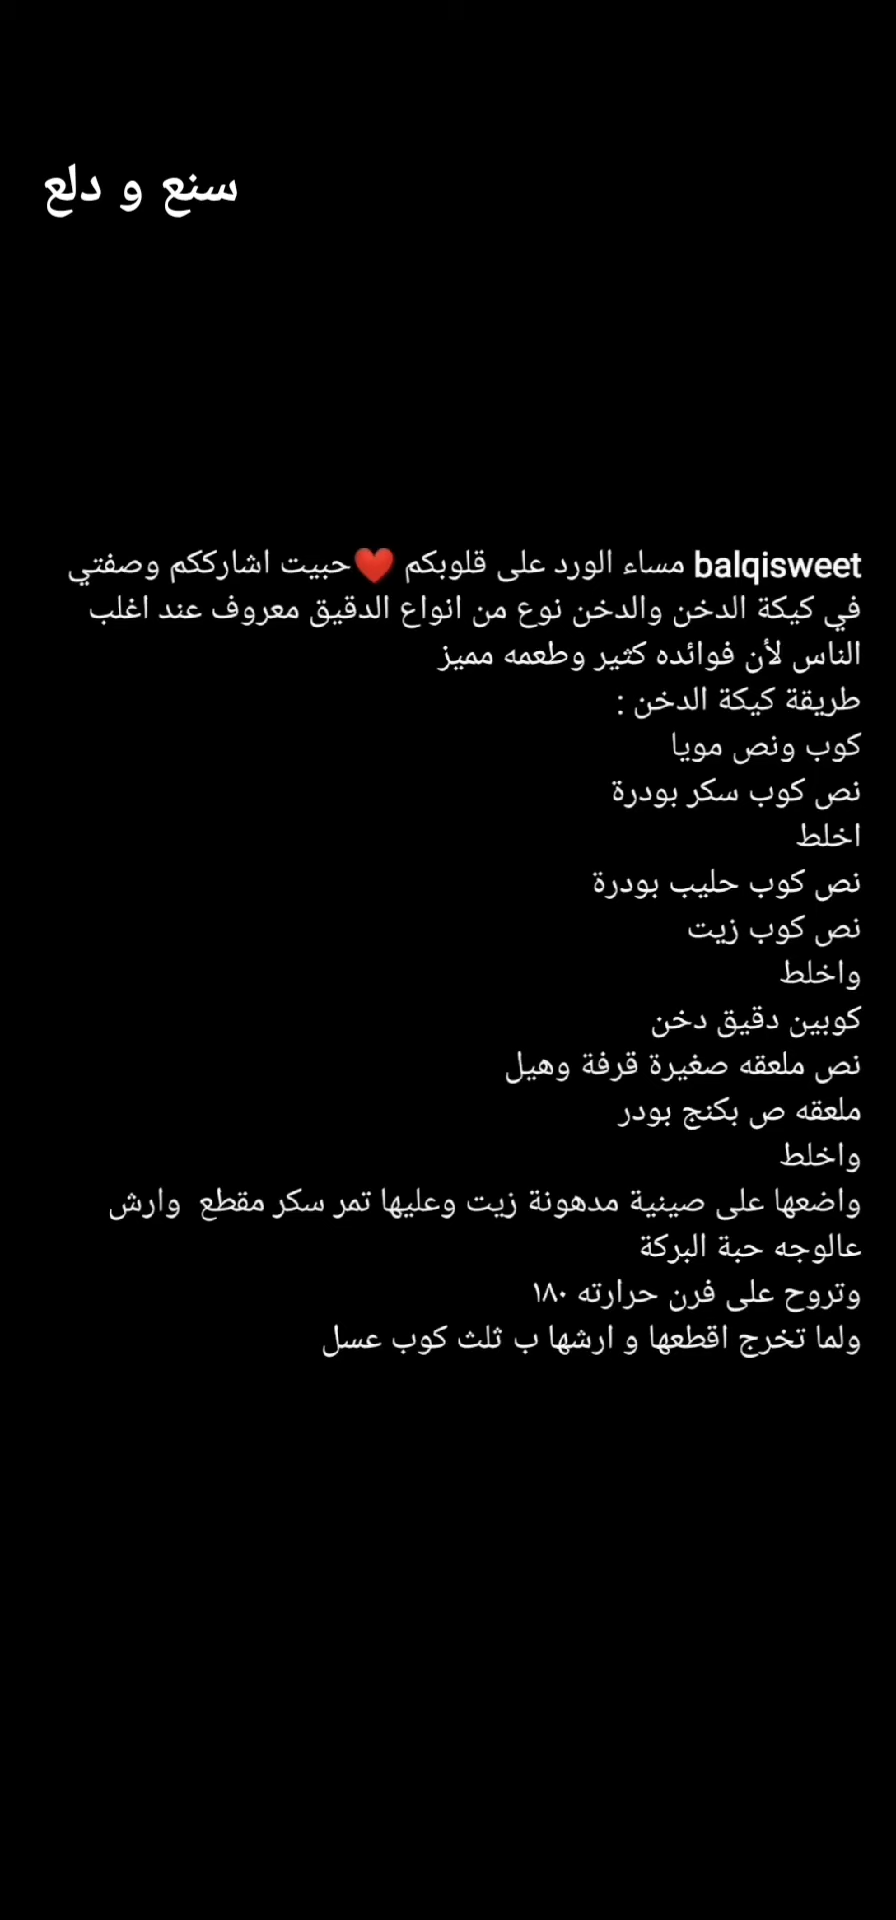 سنع و دلع
balqisweet مساء الورد على قلوبكم ❤️حبيت اشارككم وصفتي
في كيكة الدخن والدخن نوع من انواع الدقيق معروف عند اغلب
الناس لأن فوائده كثير وطعمه مميز
طريقة كيكة الدخن :
كوب ونص مويا
نص كوب سكر بودرة
اخلط
نص كوب حليب بودرة
نص كوب زيت
واخلط
كوبين دقيق دخن
نص ملعقه صغيرة قرفة وهيل
ملعقه ص بكنج بودر
واخلط
واضعها على صينية مدهونة زيت وعليها تمر سكر مقطع  وارش
عالوجه حبة البركة
وتروح على فرن حرارته ١٨٠
ولما تخرج اقطعها و ارشها ب ثلث كوب عسل